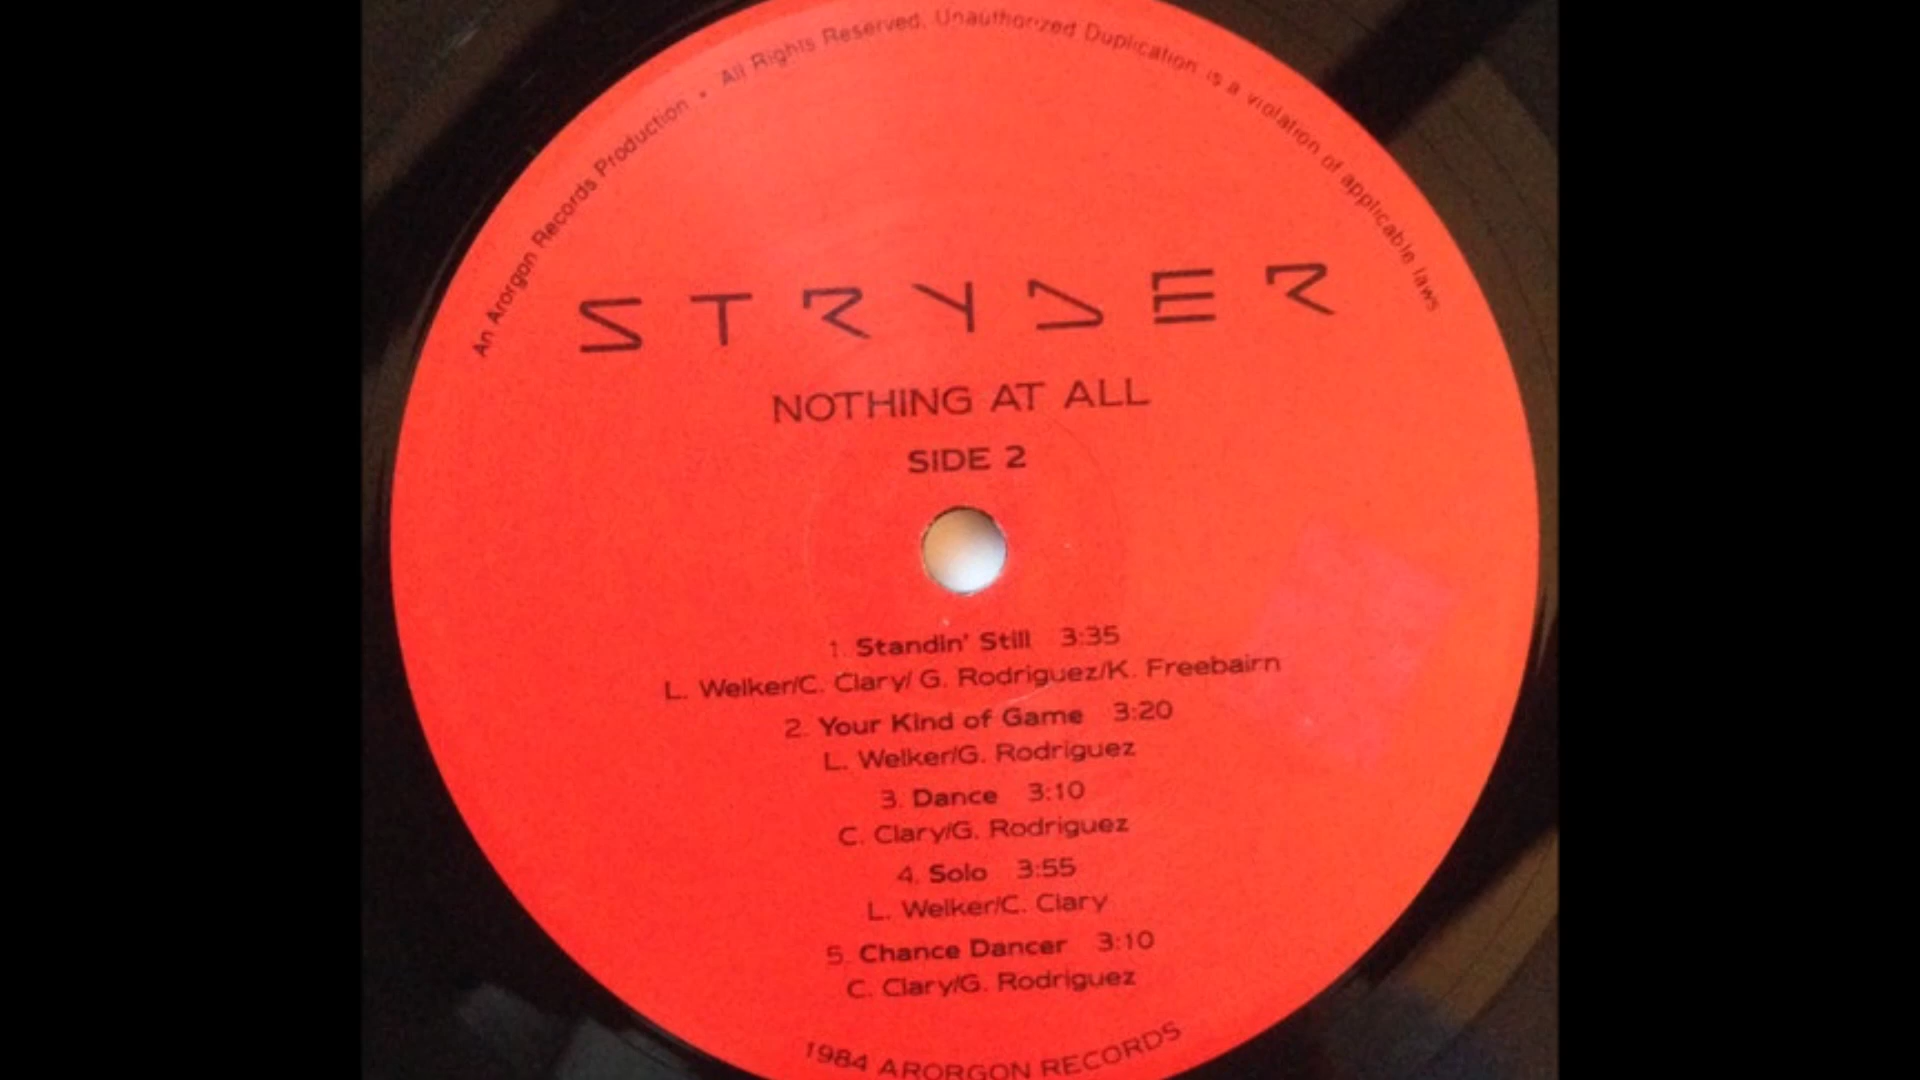 An Arorgon Records Production • All Rights Reserved. Unauthorized Duplication is a violation of applicable laws
STRYDER
NOTHING AT ALL
SIDE 2
1. Standin' Still 3:35
L. Welker/C. Clary/ G. Rodriguez/K. Freebairn
2. Your Kind of Game 3:20
L. Welker/G. Rodriguez
3. Dance 3:10
C. Clary/G. Rodriguez
4. Solo 3:55
L. Welker/C. Clary
5. Chance Dancer 3:10
C. Clary/G. Rodriguez
1984 ARORGON RECORDS